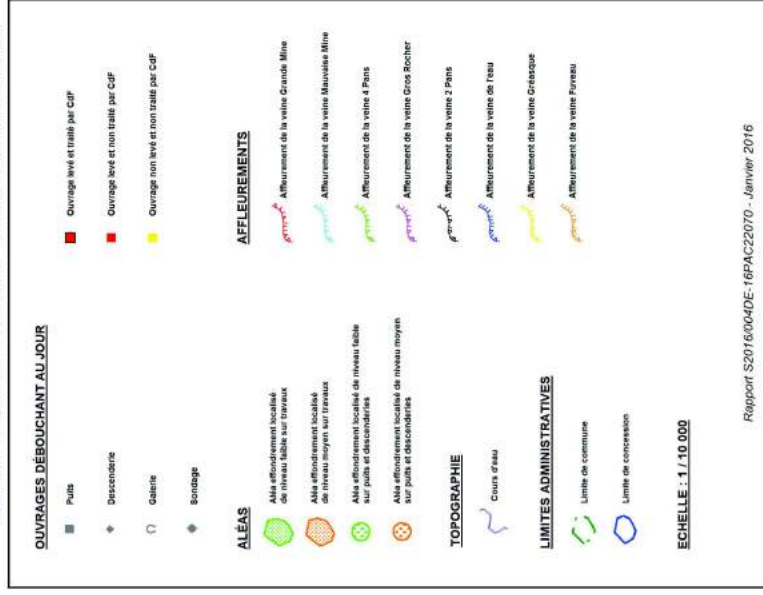 OUVRAGES DÉBOUCHANT AU JOUR
Puits
Descenderie
Galerie
Sondage
Ouvrage levé et traité par CdF
Ouvrage levé et non traité par CdF
Ouvrage non levé et non traité par CdF
ALÉAS
Aléa effondrement localisé
de niveau faible sur travaux
Aléa effondrement localisé
de niveau moyen sur travaux
Aléa effondrement localisé de niveau faible
sur puits et descenderies
Aléa effondrement localisé de niveau moyen
sur puits et descenderies
AFFLEUREMENTS
Affleurement de la veine Grande Mine
Affleurement de la veine Mauvaise Mine
Affleurement de la veine 4 Pans
Affleurement de la veine Gros Rocher
Affleurement de la veine 2 Pans
Affleurement de la veine de l'eau
Affleurement de la veine Gréasque
Affleurement de la veine Fuveau
TOPOGRAPHIE
Cours d'eau
LIMITES ADMINISTRATIVES
Limite de commune
Limite de concession
ECHELLE : 1 / 10 000
Rapport S2016/004DE-16PAC22070 - Janvier 2016